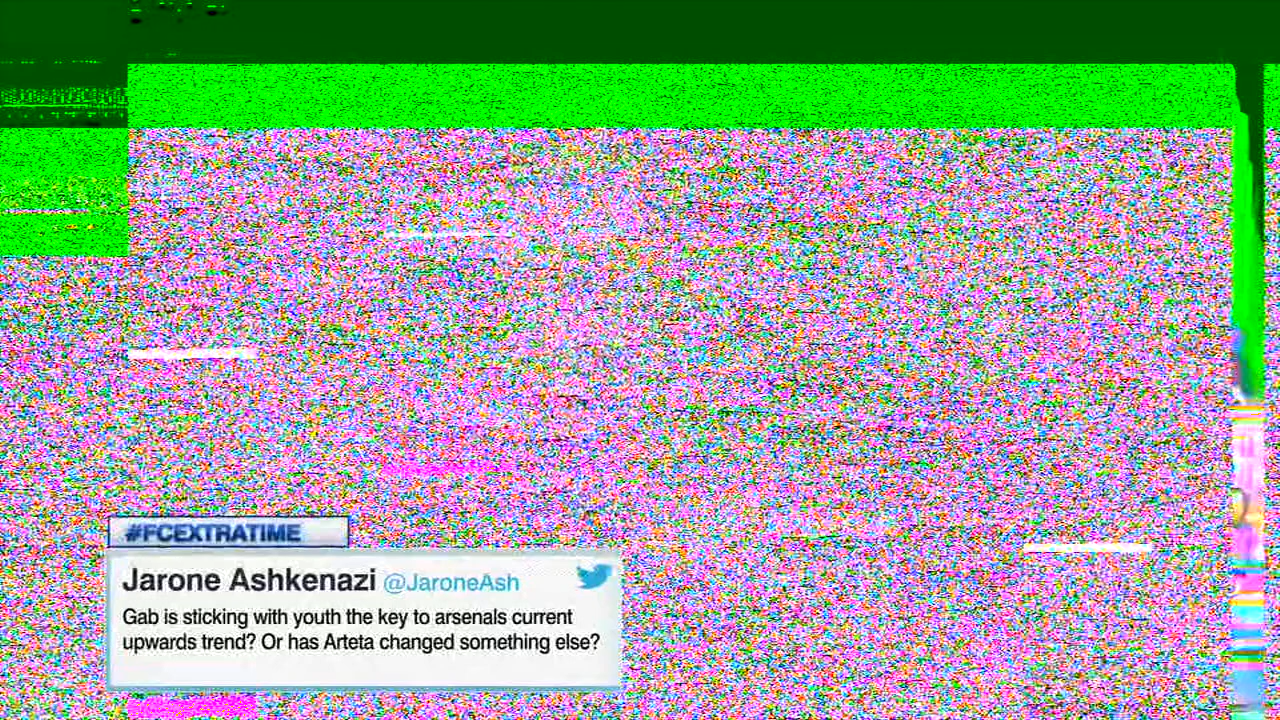 #FCEXTRATIME
Jarone Ashkenazi @JaroneAsh
Gab is sticking with youth the key to arsenals current
upwards trend? Or has Arteta changed something else?